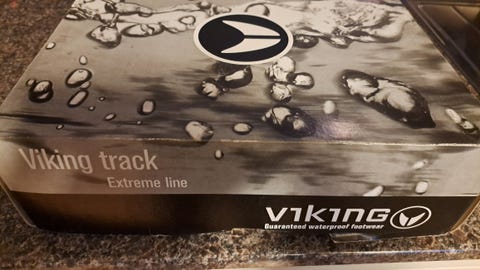 Viking track
Extreme line
VIKING
Guaranteed waterproof footwear